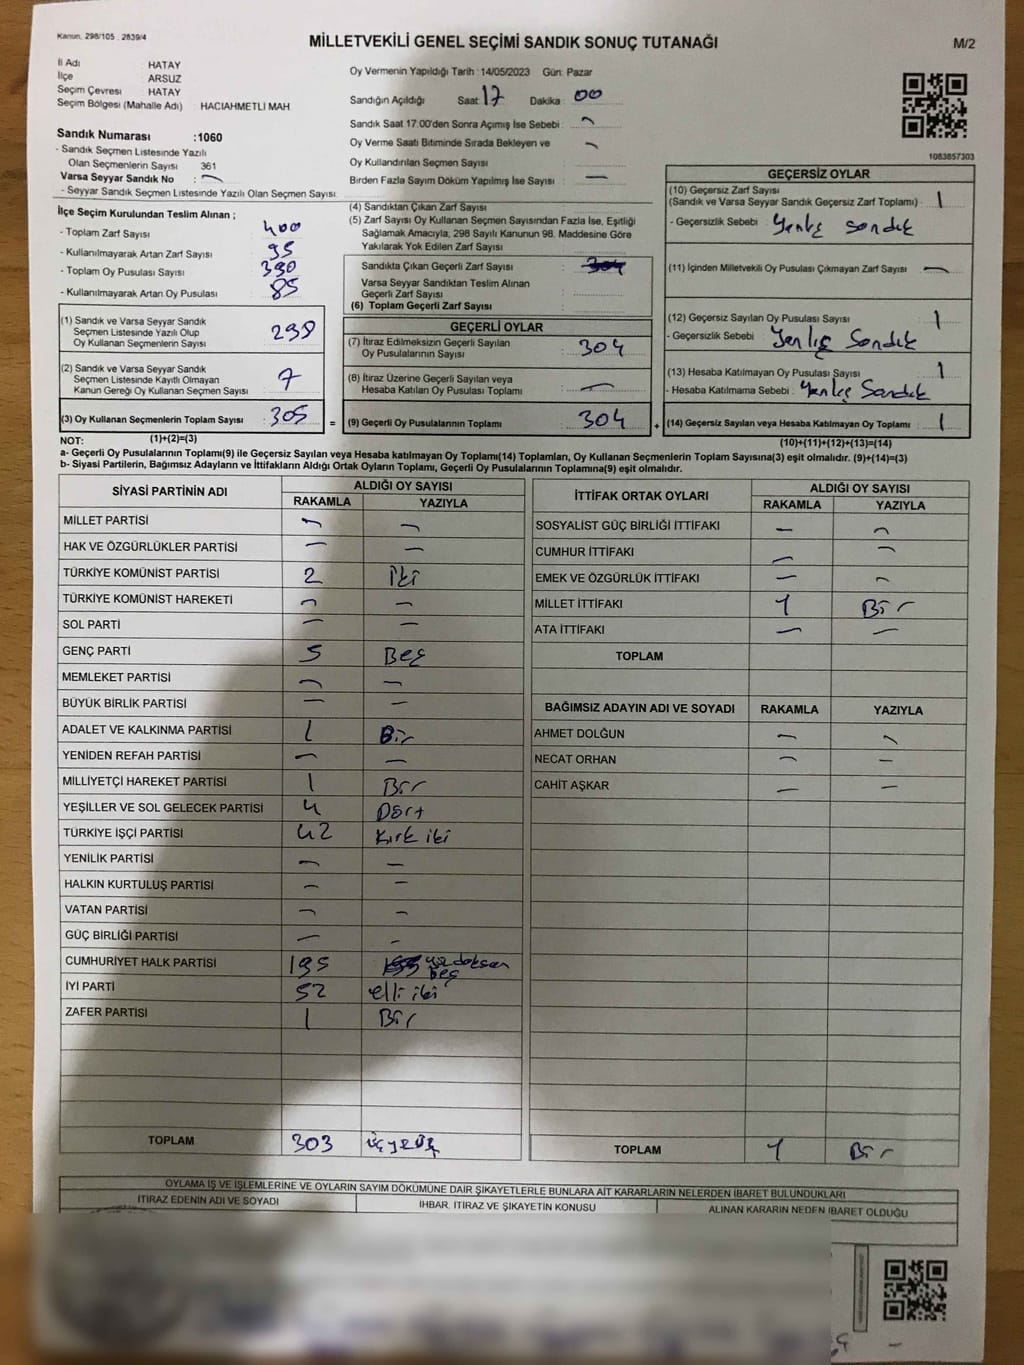 Kanun, 298/105 2839/4
MİLLETVEKİLİ GENEL SEÇİMİ SANDIK SONUÇ TUTANAĞI
M/2
İl Adı : HATAY
İlçe : ARSUZ
Seçim Çevresi : HATAY
Seçim Bölgesi (Mahalle Adı) : HACIAHMETLİ MAH
Sandık Numarası :1060
- Sandık Seçmen Listesinde Yazılı
Olan Seçmenlerin Sayısı 361
Varsa Seyyar Sandık No : —
- Seyyar Sandık Seçmen Listesinde Yazılı Olan Seçmen Sayısı:
Oy Vermenin Yapıldığı Tarih :14/05/2023 Gün: Pazar
Sandığın Açıldığı Saat: 17 Dakika : 00
Sandık Saat 17:00'den Sonra Açılmış İse Sebebi : —
Oy Verme Saati Bitiminde Sırada Bekleyen ve —
Oy Kullandırılan Seçmen Sayısı
Birden Fazla Sayım Döküm Yapılmış İse Sayısı : —
1083857303
İlçe Seçim Kurulundan Teslim Alınan ;
- Toplam Zarf Sayısı : 400
- Kullanılmayarak Artan Zarf Sayısı : 95
- Toplam Oy Pusulası Sayısı : 390
- Kullanılmayarak Artan Oy Pusulası : 85
(1) Sandık ve Varsa Seyyar Sandık
Seçmen Listesinde Yazılı Olup
Oy Kullanan Seçmenlerin Sayısı : 298
(2) Sandık ve Varsa Seyyar Sandık
Seçmen Listesinde Kayıtlı Olmayan
Kanun Gereği Oy Kullanan Seçmen Sayısı : 7
(3) Oy Kullanan Seçmenlerin Toplam Sayısı : 305
(1)+(2)=(3)
(4) Sandıktan Çıkan Zarf Sayısı
(5) Zarf Sayısı Oy Kullanan Seçmen Sayısından Fazla İse, Eşitliği
Sağlamak Amacıyla, 298 Sayılı Kanunun 98. Maddesine Göre
Yakılarak Yok Edilen Zarf Sayısı
Sandıkta Çıkan Geçerli Zarf Sayısı : 304
Varsa Seyyar Sandıktan Teslim Alınan
Geçerli Zarf Sayısı
(6) Toplam Geçerli Zarf Sayısı :
GEÇERLİ OYLAR
(7) İtiraz Edilmeksizin Geçerli Sayılan
Oy Pusulalarının Sayısı : 304
(8) İtiraz Üzerine Geçerli Sayılan veya
Hesaba Katılan Oy Pusulası Toplamı : —
= (9) Geçerli Oy Pusulalarının Toplamı : 304
GEÇERSİZ OYLAR
(10) Geçersiz Zarf Sayısı
(Sandık ve Varsa Seyyar Sandık Geçersiz Zarf Toplamı) : 1
- Geçersizlik Sebebi : Yanlış Sandık
(11) İçinden Milletvekili Oy Pusulası Çıkmayan Zarf Sayısı : —
(12) Geçersiz Sayılan Oy Pusulası Sayısı : 1
- Geçersizlik Sebebi : Yanlış Sandık
(13) Hesaba Katılmayan Oy Pusulası Sayısı : 1
- Hesaba Katılmama Sebebi : Yanlış Sandık
+ (14) Geçersiz Sayılan veya Hesaba Katılmayan Oy Toplamı : 1
(10)+(11)+(12)+(13)=(14)
NOT:
a- Geçerli Oy Pusulalarının Toplamı(9) ile Geçersiz Sayılan veya Hesaba katılmayan Oy Toplamı(14) Toplamları, Oy Kullanan Seçmenlerin Toplam Sayısına(3) eşit olmalıdır. (9)+(14)=(3)
b- Siyasi Partilerin, Bağımsız Adayların ve İttifakların Aldığı Ortak Oyların Toplamı, Geçerli Oy Pusulalarının Toplamına(9) eşit olmalıdır.
SİYASİ PARTİNİN ADI ALDIĞI OY SAYISI
RAKAMLA YAZIYLA
MİLLET PARTİSİ — —
HAK VE ÖZGÜRLÜKLER PARTİSİ — —
TÜRKİYE KOMÜNİST PARTİSİ 2 iki
TÜRKİYE KOMÜNİST HAREKETİ — —
SOL PARTİ — —
GENÇ PARTİ 5 Beş
MEMLEKET PARTİSİ — —
BÜYÜK BİRLİK PARTİSİ — —
ADALET VE KALKINMA PARTİSİ 1 Bir
YENİDEN REFAH PARTİSİ — —
MİLLİYETÇİ HAREKET PARTİSİ 1 Bir
YEŞİLLER VE SOL GELECEK PARTİSİ 4 Dört
TÜRKİYE İŞÇİ PARTİSİ 42 Kırk iki
YENİLİK PARTİSİ — —
HALKIN KURTULUŞ PARTİSİ — —
VATAN PARTİSİ — —
GÜÇ BİRLİĞİ PARTİSİ — —
CUMHURİYET HALK PARTİSİ 195 yüz doksan beş
İYİ PARTİ 52 elli iki
ZAFER PARTİSİ 1 Bir
TOPLAM 303 üçyüzüç
İTTİFAK ORTAK OYLARI ALDIĞI OY SAYISI
RAKAMLA YAZIYLA
SOSYALİST GÜÇ BİRLİĞİ İTTİFAKI — —
CUMHUR İTTİFAKI — —
EMEK VE ÖZGÜRLÜK İTTİFAKI — —
MİLLET İTTİFAKI 1 Bir
ATA İTTİFAKI — —
TOPLAM
BAĞIMSIZ ADAYIN ADI VE SOYADI RAKAMLA YAZIYLA
AHMET DOLĞUN — —
NECAT ORHAN — —
CAHİT AŞKAR — —
TOPLAM 1 Bir
OYLAMA İŞ VE İŞLEMLERİNE VE OYLARIN SAYIM DÖKÜMÜNE DAİR ŞİKAYETLERLE BUNLARA AİT KARARLARIN NELERDEN İBARET BULUNDUKLARI
İTİRAZ EDENİN ADI VE SOYADI İHBAR, İTİRAZ VE ŞİKAYETİN KONUSU ALINAN KARARIN NEDEN İBARET OLDUĞU